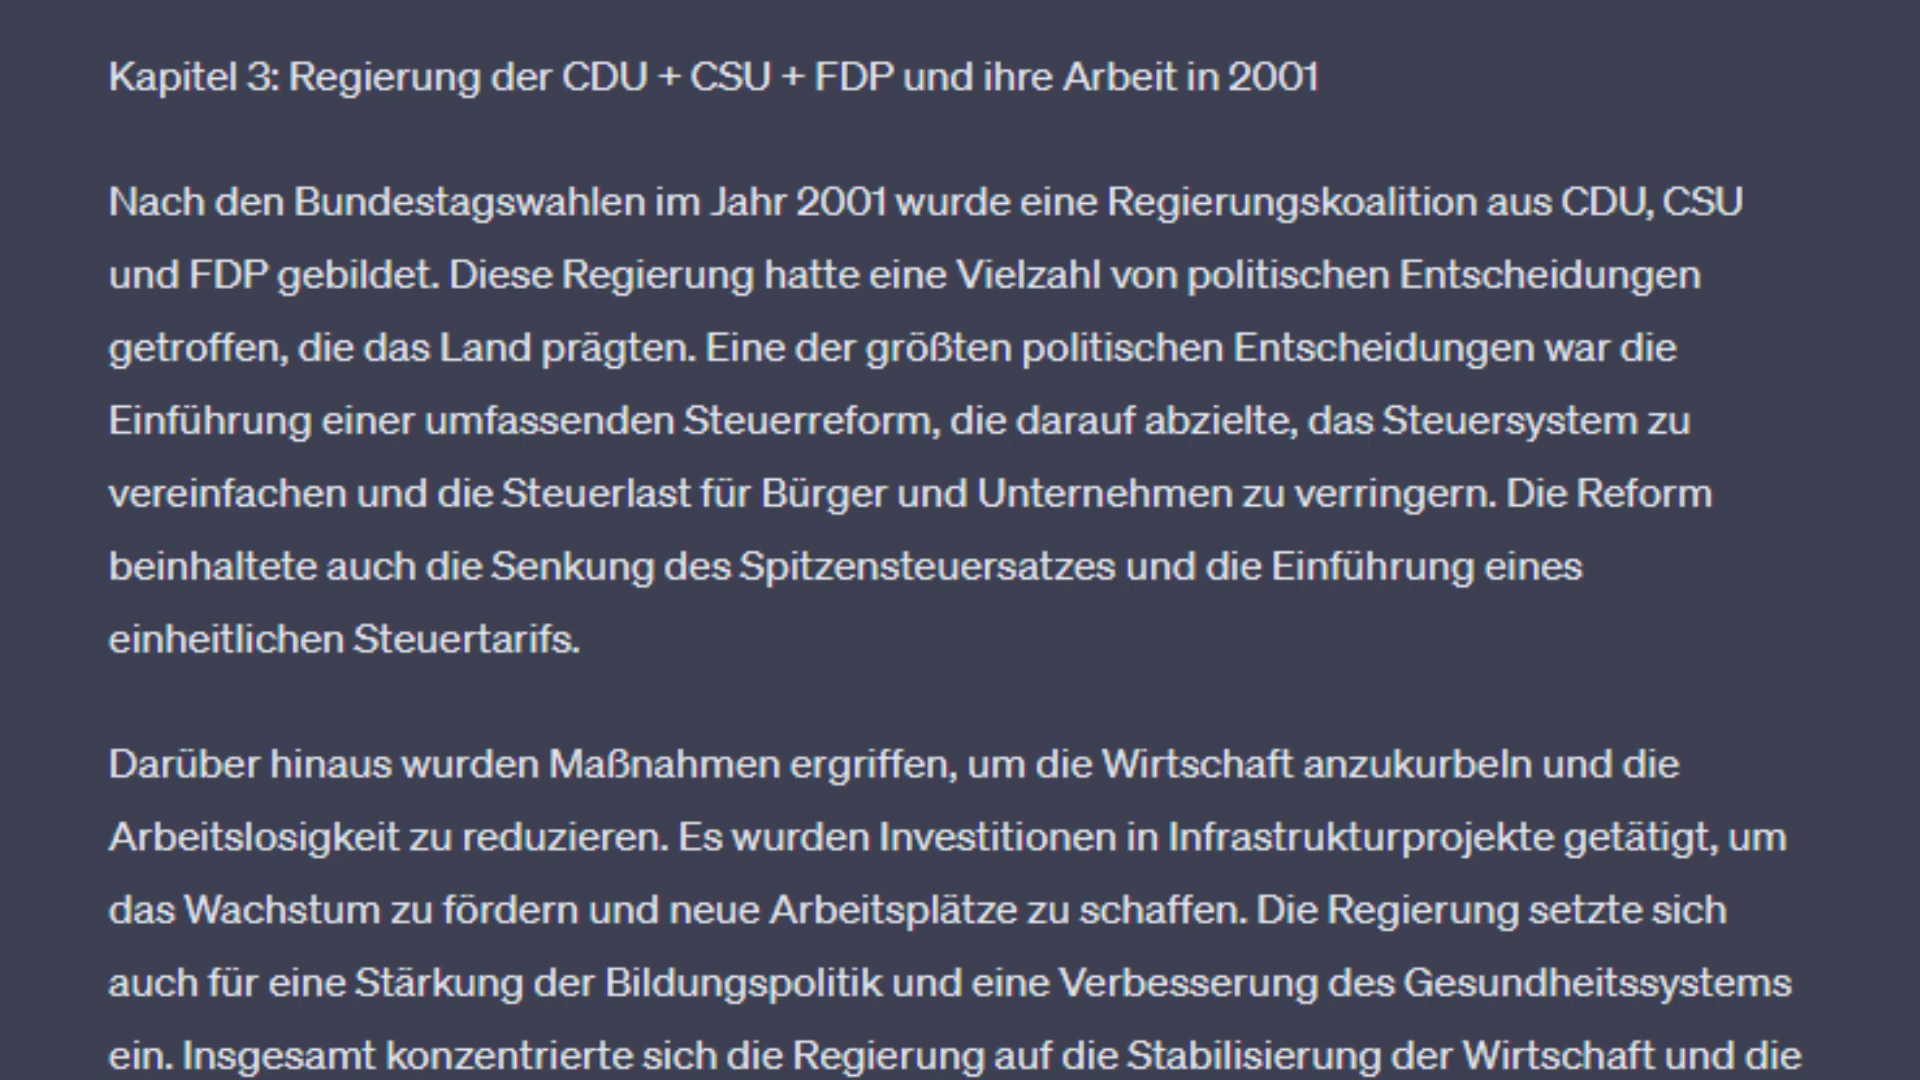 Kapitel 3: Regierung der CDU + CSU + FDP und ihre Arbeit in 2001
Nach den Bundestagswahlen im Jahr 2001 wurde eine Regierungskoalition aus CDU, CSU
und FDP gebildet. Diese Regierung hatte eine Vielzahl von politischen Entscheidungen
getroffen, die das Land prägten. Eine der größten politischen Entscheidungen war die
Einführung einer umfassenden Steuerreform, die darauf abzielte, das Steuersystem zu
vereinfachen und die Steuerlast für Bürger und Unternehmen zu verringern. Die Reform
beinhaltete auch die Senkung des Spitzensteuersatzes und die Einführung eines
einheitlichen Steuertarifs.
Darüber hinaus wurden Maßnahmen ergriffen, um die Wirtschaft anzukurbeln und die
Arbeitslosigkeit zu reduzieren. Es wurden Investitionen in Infrastrukturprojekte getätigt, um
das Wachstum zu fördern und neue Arbeitsplätze zu schaffen. Die Regierung setzte sich
auch für eine Stärkung der Bildungspolitik und eine Verbesserung des Gesundheitssystems
ein. Insgesamt konzentrierte sich die Regierung auf die Stabilisierung der Wirtschaft und die